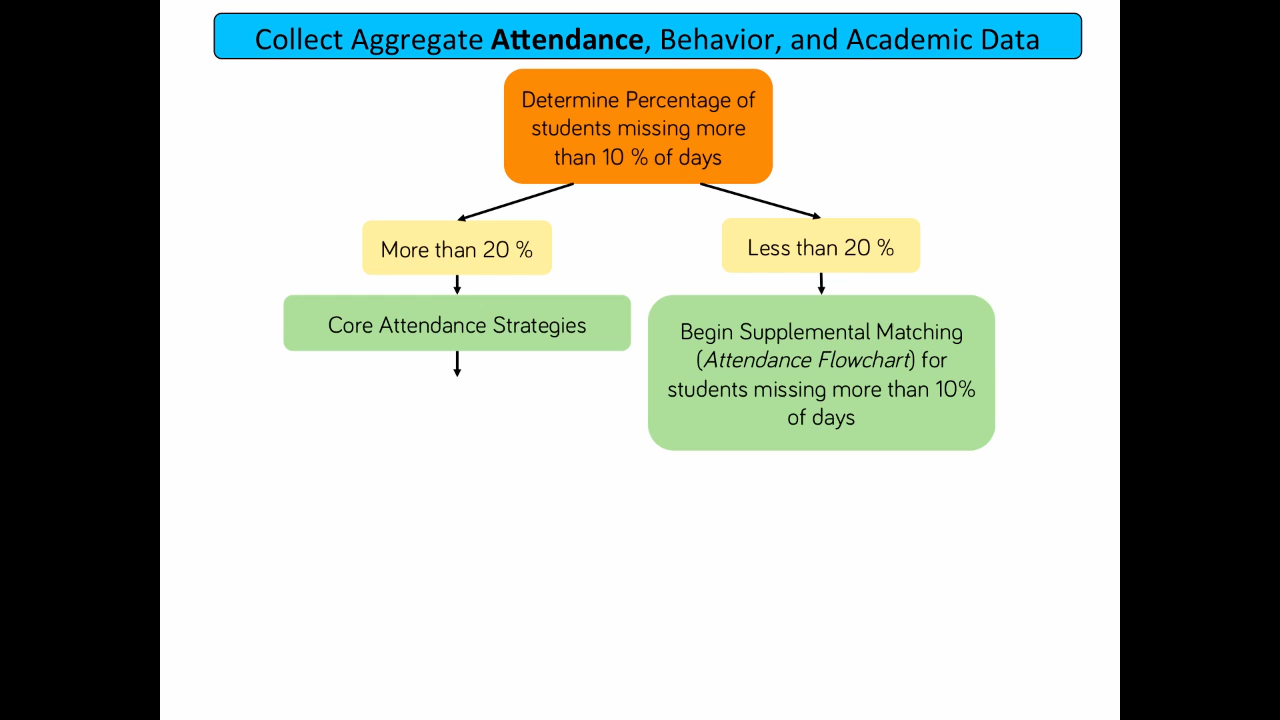 Collect Aggregate Attendance, Behavior, and Academic Data
Determine Percentage of
students missing more
than 10 % of days
More than 20 %
Less than 20 %
Core Attendance Strategies
Begin Supplemental Matching
(Attendance Flowchart) for
students missing more than 10%
of days